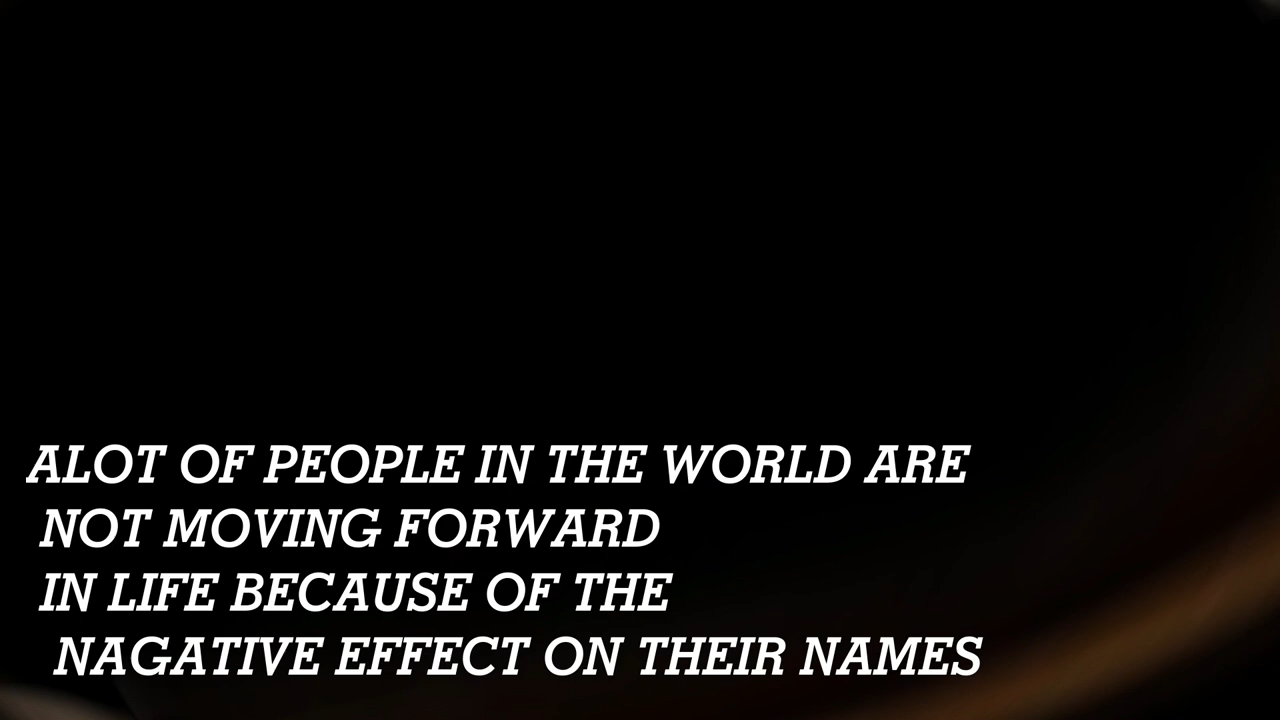 ALOT OF PEOPLE IN THE WORLD ARE
NOT MOVING FORWARD
IN LIFE BECAUSE OF THE
NAGATIVE EFFECT ON THEIR NAMES